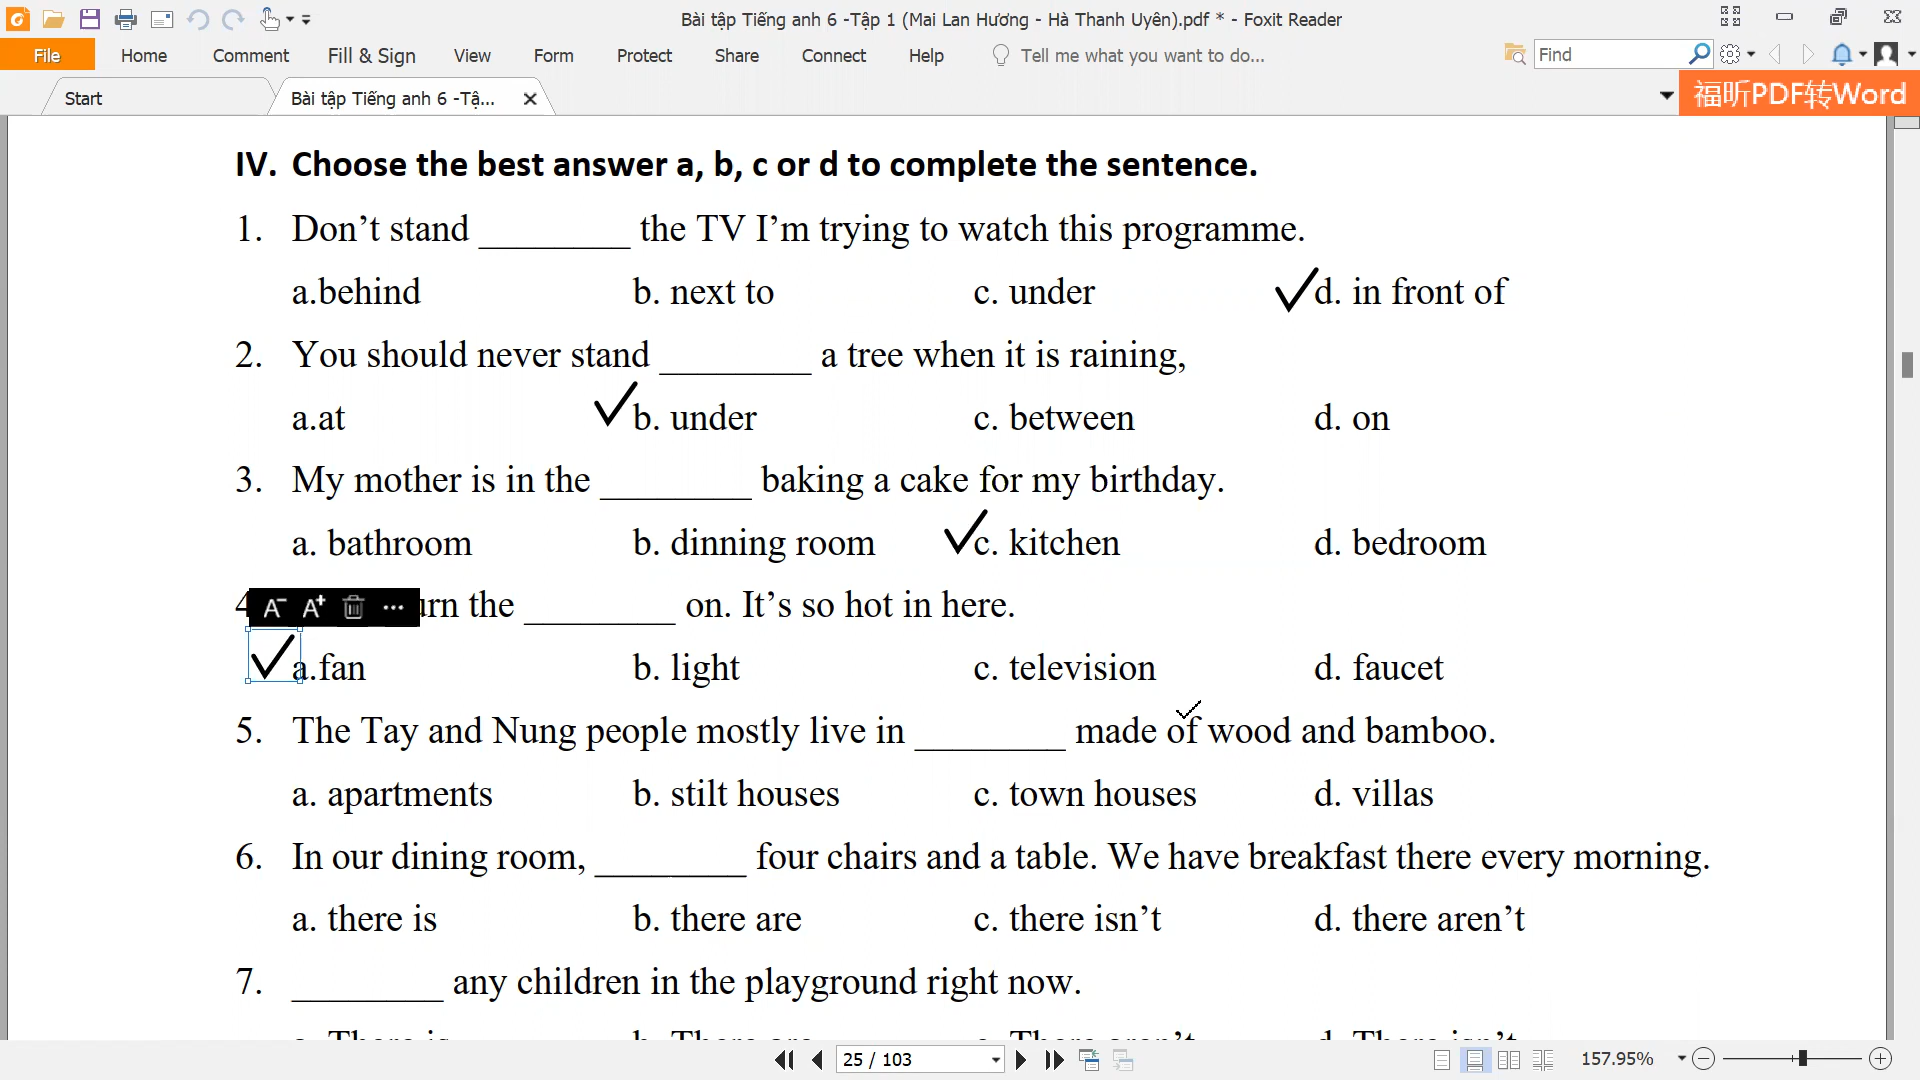 Bài tập Tiếng anh 6 -Tập 1 (Mai Lan Hương - Hà Thanh Uyên).pdf * - Foxit Reader
File Home Comment Fill & Sign View Form Protect Share Connect Help Tell me what you want to do... Find
Start Bài tập Tiếng anh 6 -Tậ... 福昕PDF转Word
IV. Choose the best answer a, b, c or d to complete the sentence.
1. Don’t stand ________ the TV I’m trying to watch this programme.
a.behind b. next to c. under d. in front of
2. You should never stand ________ a tree when it is raining,
a.at b. under c. between d. on
3. My mother is in the ________ baking a cake for my birthday.
a. bathroom b. dinning room c. kitchen d. bedroom
urn the ________ on. It’s so hot in here.
a.fan b. light c. television d. faucet
5. The Tay and Nung people mostly live in ________ made of wood and bamboo.
a. apartments b. stilt houses c. town houses d. villas
6. In our dining room, ________ four chairs and a table. We have breakfast there every morning.
a. there is b. there are c. there isn’t d. there aren’t
7. ________ any children in the playground right now.
a. There is b. There are c. There aren’t d. There isn’t
25 / 103 157.95%